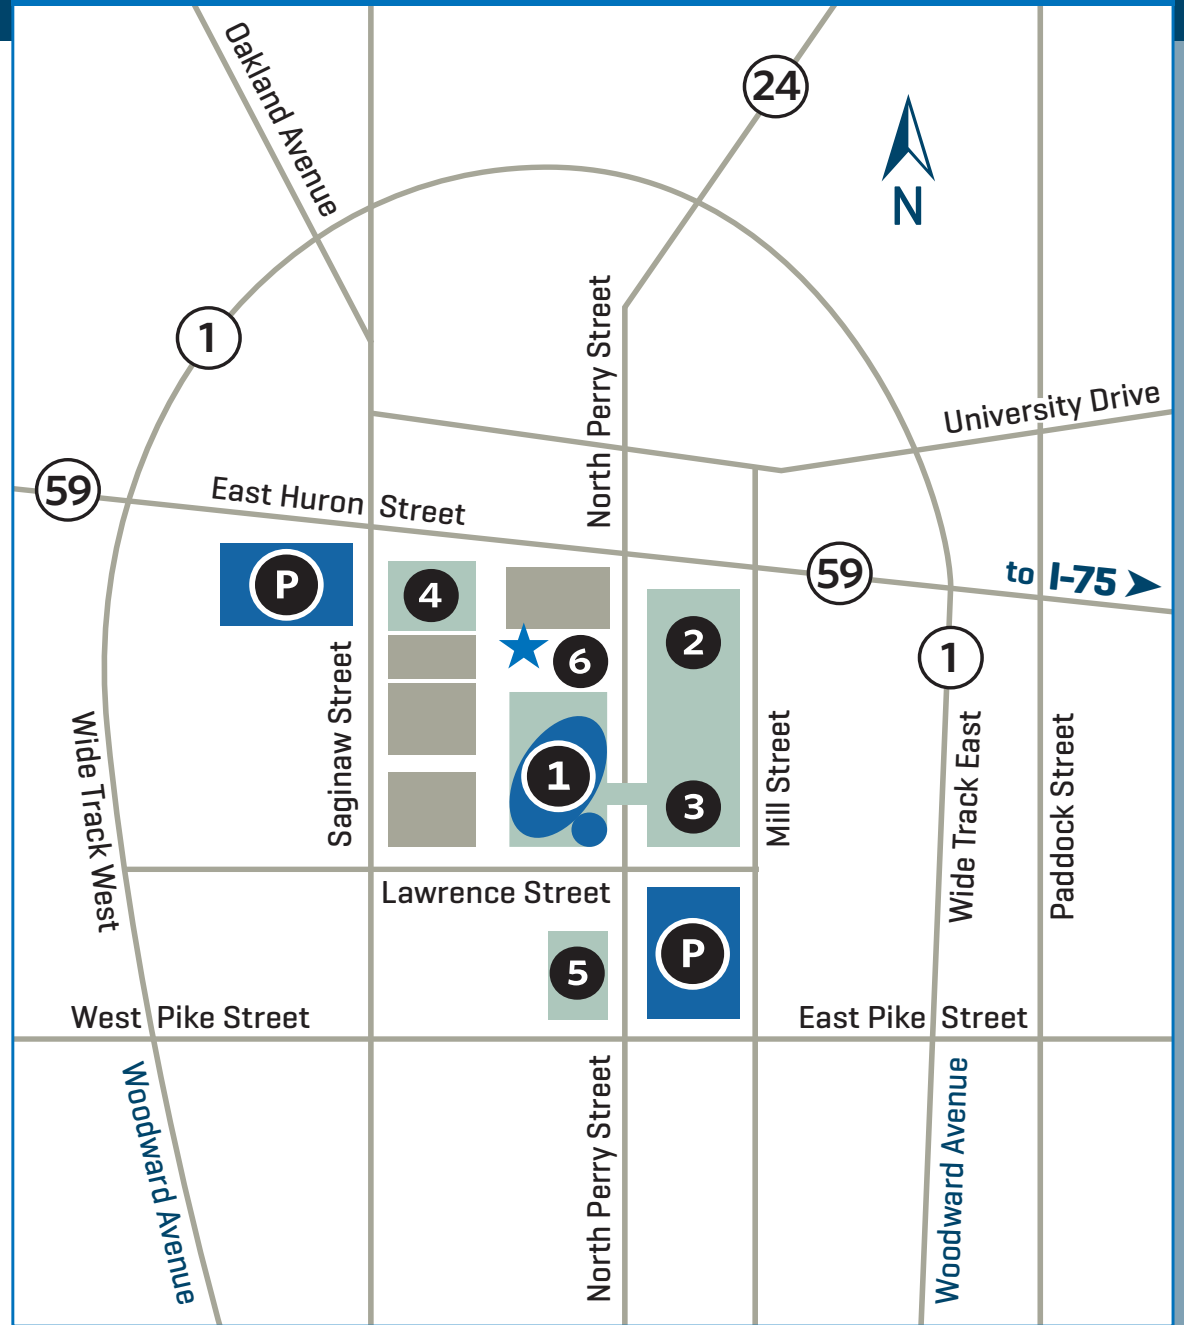 Oakland Avenue
24
N
1
North Perry Street
University Drive
59
East Huron Street
59
to I-75
P
4
2
6
1
Saginaw Street
1
3
Mill Street
Wide Track West
Wide Track East
Paddock Street
Lawrence Street
5
P
West Pike Street
East Pike Street
Woodward Avenue
North Perry Street
Woodward Avenue